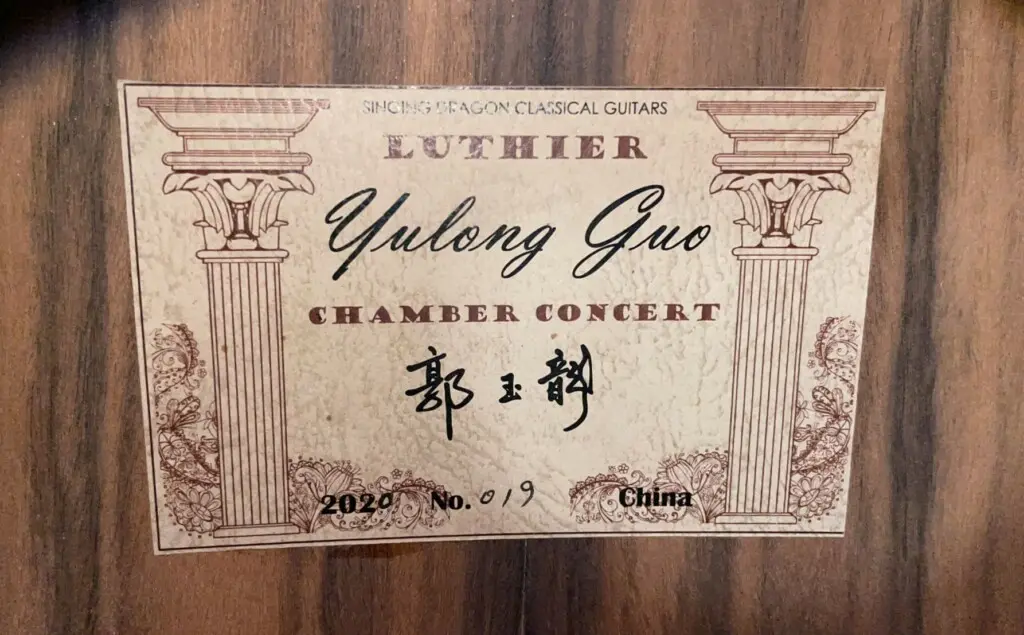 SINGING DRAGON CLASSICAL GUITARS
LUTHIER
Yulong Guo
CHAMBER CONCERT
郭玉龍
2020 No. 019 China